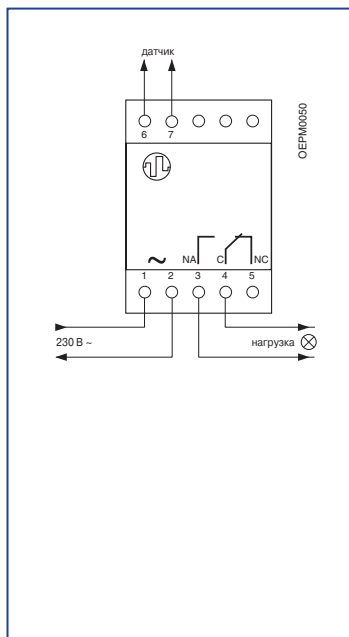 датчик
6 7
OEPM0050
~
NA C NC
1 2 3 4 5
230 В ~
нагрузка